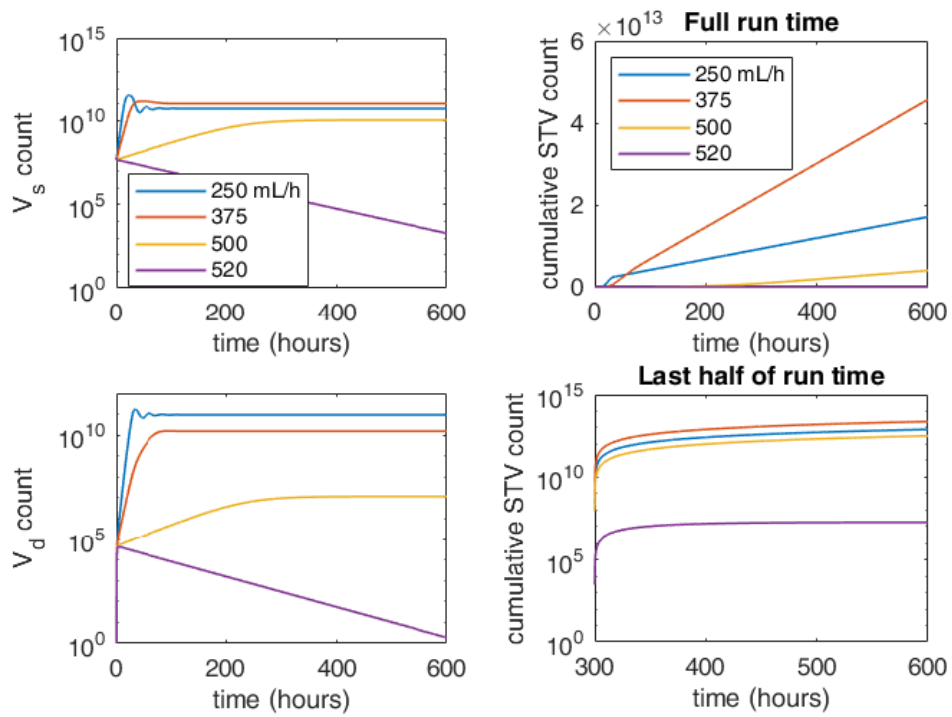 10^15
10^10
10^5
10^0
V_s count
250 mL/h
375
500
520
0 200 400 600
time (hours)
Full run time
×10^13
6
4
2
0
cumulative STV count
250 mL/h
375
500
520
0 200 400 600
time (hours)
10^10
10^5
10^0
V_d count
0 200 400 600
time (hours)
Last half of run time
10^15
10^10
10^5
10^0
cumulative STV count
300 400 500 600
time (hours)